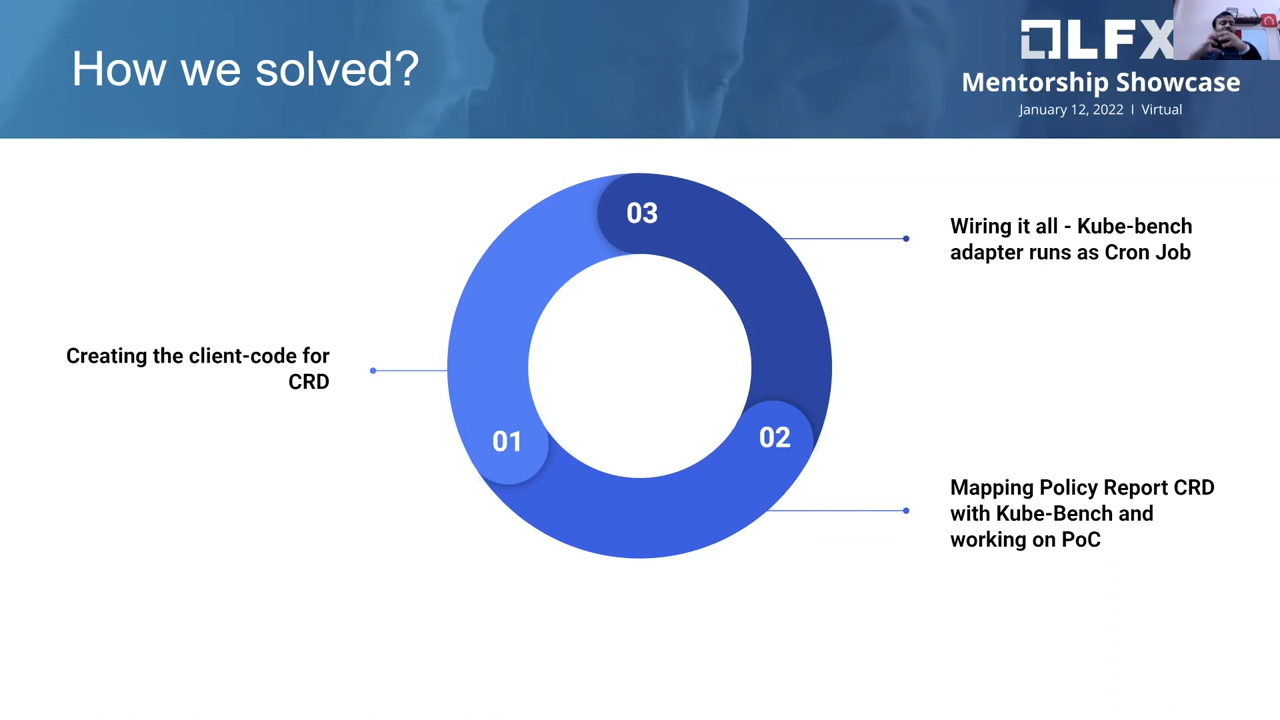 How we solved?
LFX
Mentorship Showcase
January 12, 2022 I Virtual
03
Wiring it all - Kube-bench
adapter runs as Cron Job
Creating the client-code for
CRD
01
02
Mapping Policy Report CRD
with Kube-Bench and
working on PoC